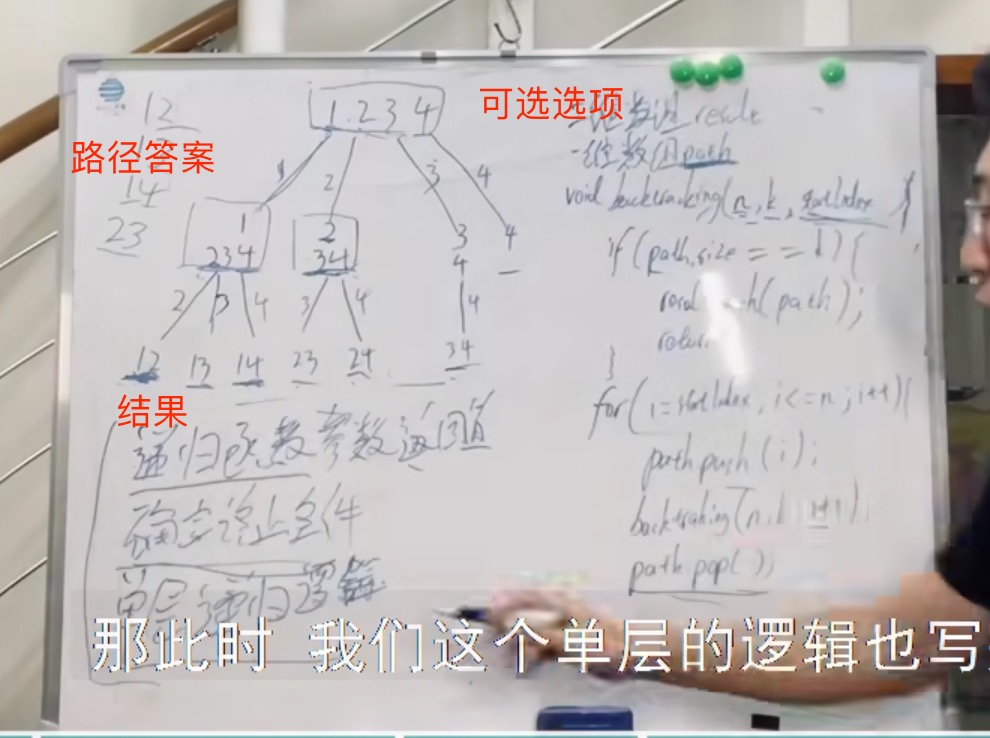 12
1 2 3 4
可选选项
一维数组 result
路径答案
一维数组 path
14
23
1
2
3
4
void backtracking(n, k, startIndex){
1
234
2
34
3
4
4
if (path.size == k) {
2
3
4
3
4
4
(path);
12
13
14
23
24
34
return
}
结果
for(i=startIndex, i<=n; i++){
递归函数参数返回值
path.push(i);
确定终止条件
backtraking(n, k, i+1);
单层递归逻辑
path.pop();
那此时 我们这个单层的逻辑也写